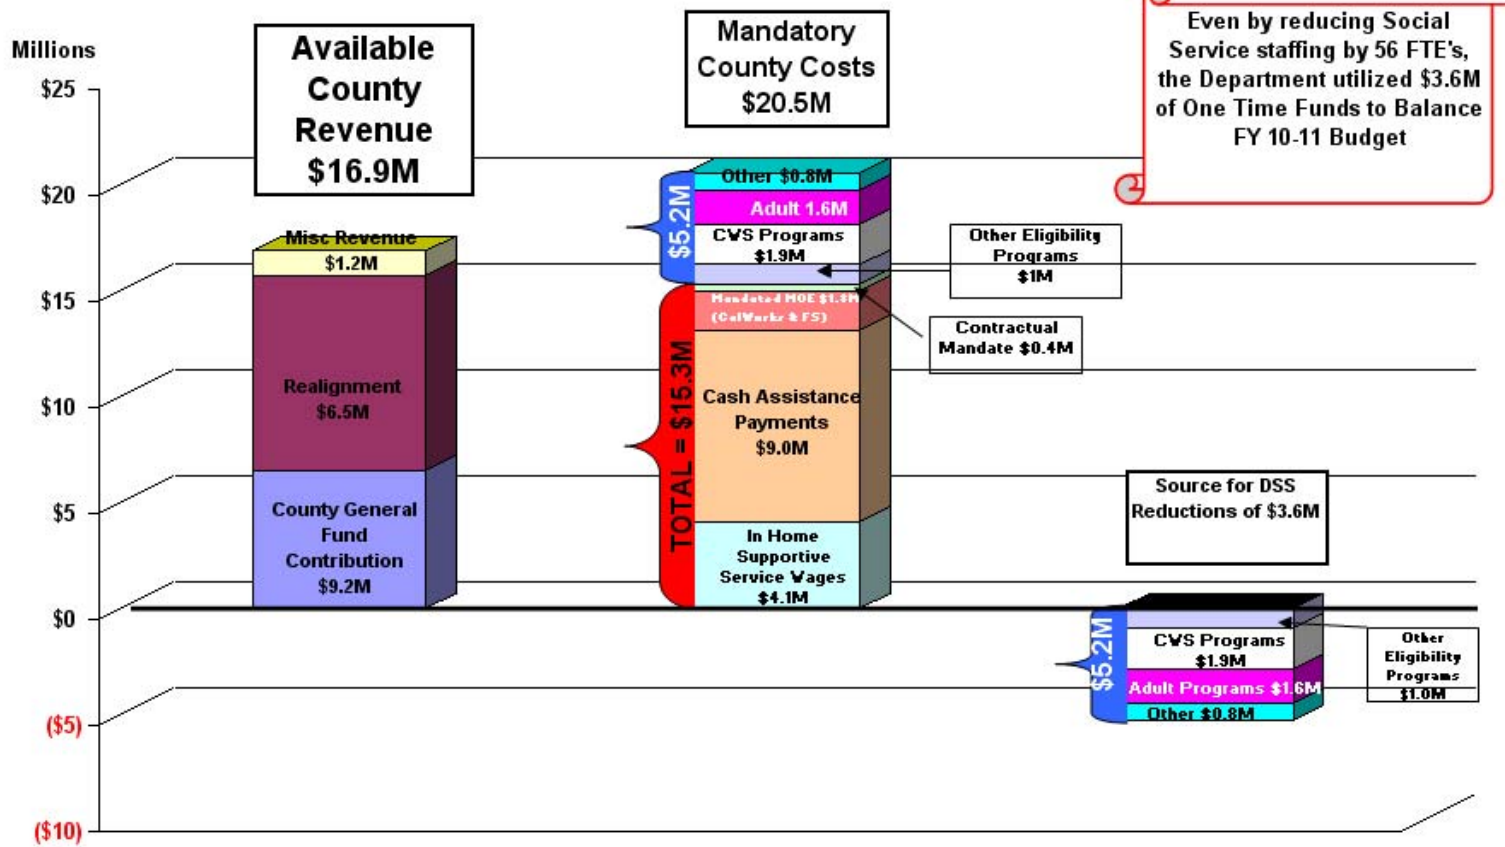 Millions
$25
$20
$15
$10
$5
$0
($5)
($10)
Available
County
Revenue
$16.9M
Misc Revenue
$1.2M
Realignment
$6.5M
County General
Fund
Contribution
$9.2M
Mandatory
County Costs
$20.5M
$5.2M
Other $0.8M
Adult 1.6M
CWS Programs
$1.9M
Other Eligibility
Programs
$1M
TOTAL = $15.3M
Mandated MOE $1.8M
(CalWorks & FS)
Contractual
Mandate $0.4M
Cash Assistance
Payments
$9.0M
In Home
Supportive
Service Wages
$4.1M
Even by reducing Social
Service staffing by 56 FTE's,
the Department utilized $3.6M
of One Time Funds to Balance
FY 10-11 Budget
Source for DSS
Reductions of $3.6M
$5.2M
CWS Programs
$1.9M
Adult Programs $1.6M
Other $0.8M
Other
Eligibility
Programs
$1.0M